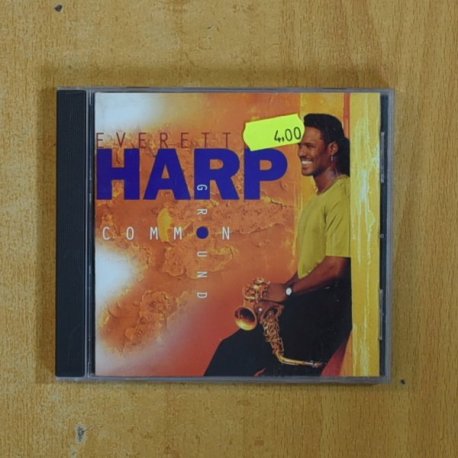 EVERETT
4,00
HARP
COMMON
GROUND